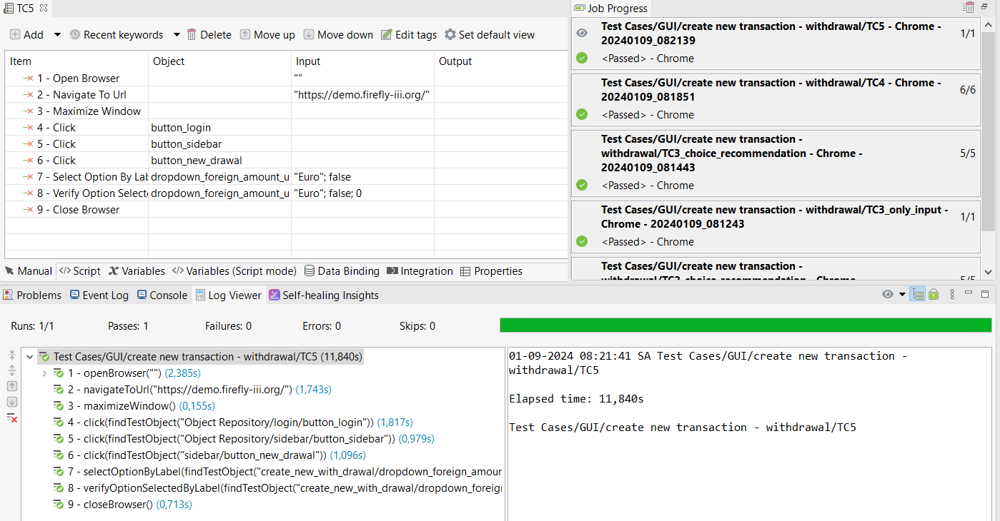 TC5
Add Recent keywords Delete Move up Move down Edit tags Set default view
Item Object Input Output
1 - Open Browser ""
2 - Navigate To Url "https://demo.firefly-iii.org/"
3 - Maximize Window
4 - Click button_login
5 - Click button_sidebar
6 - Click button_new_drawal
7 - Select Option By Lab dropdown_foreign_amount_u "Euro"; false
8 - Verify Option Selecte dropdown_foreign_amount_u "Euro"; false; 0
9 - Close Browser
Manual Script Variables Variables (Script mode) Data Binding Integration Properties
Job Progress
Test Cases/GUI/create new transaction - withdrawal/TC5 - Chrome -
20240109_082139
1/1
<Passed> - Chrome
Test Cases/GUI/create new transaction - withdrawal/TC4 - Chrome -
20240109_081851
6/6
<Passed> - Chrome
Test Cases/GUI/create new transaction -
withdrawal/TC3_choice_recommendation - Chrome -
20240109_081443
5/5
<Passed> - Chrome
Test Cases/GUI/create new transaction - withdrawal/TC3_only_input -
Chrome - 20240109_081243
1/1
<Passed> - Chrome
Test Cases/GUI/create new transaction -
Problems Event Log Console Log Viewer Self-healing Insights
Runs: 1/1 Passes: 1 Failures: 0 Errors: 0 Skips: 0
Test Cases/GUI/create new transaction - withdrawal/TC5 (11,840s)
1 - openBrowser("") (2,385s)
2 - navigateToUrl("https://demo.firefly-iii.org/") (1,743s)
3 - maximizeWindow() (0,155s)
4 - click(findTestObject("Object Repository/login/button_login")) (1,817s)
5 - click(findTestObject("Object Repository/sidebar/button_sidebar")) (0,979s)
6 - click(findTestObject("sidebar/button_new_drawal")) (1,096s)
7 - selectOptionByLabel(findTestObject("create_new_with_drawal/dropdown_foreign_amour
8 - verifyOptionSelectedByLabel(findTestObject("create_new_with_drawal/dropdown_foreig
9 - closeBrowser() (0,713s)
01-09-2024 08:21:41 SA Test Cases/GUI/create new transaction -
withdrawal/TC5
Elapsed time: 11,840s
Test Cases/GUI/create new transaction - withdrawal/TC5